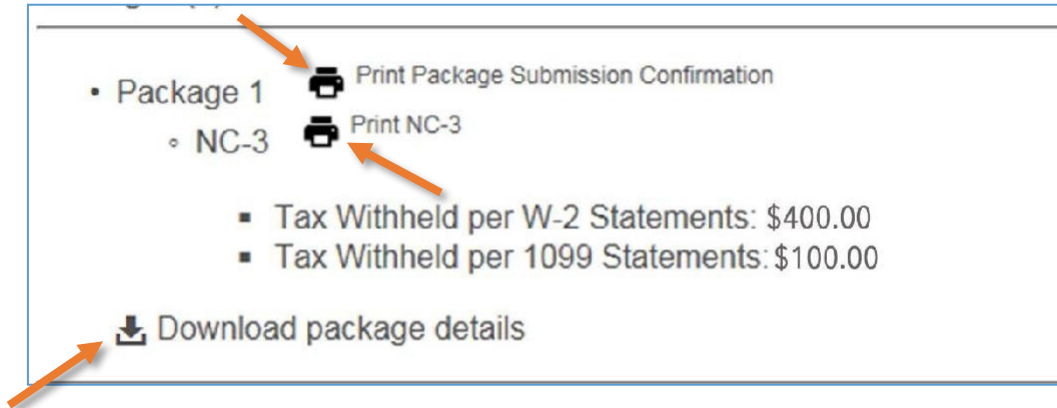 • Package 1 Print Package Submission Confirmation
◦ NC-3 Print NC-3
▪ Tax Withheld per W-2 Statements: $400.00
▪ Tax Withheld per 1099 Statements: $100.00
Download package details